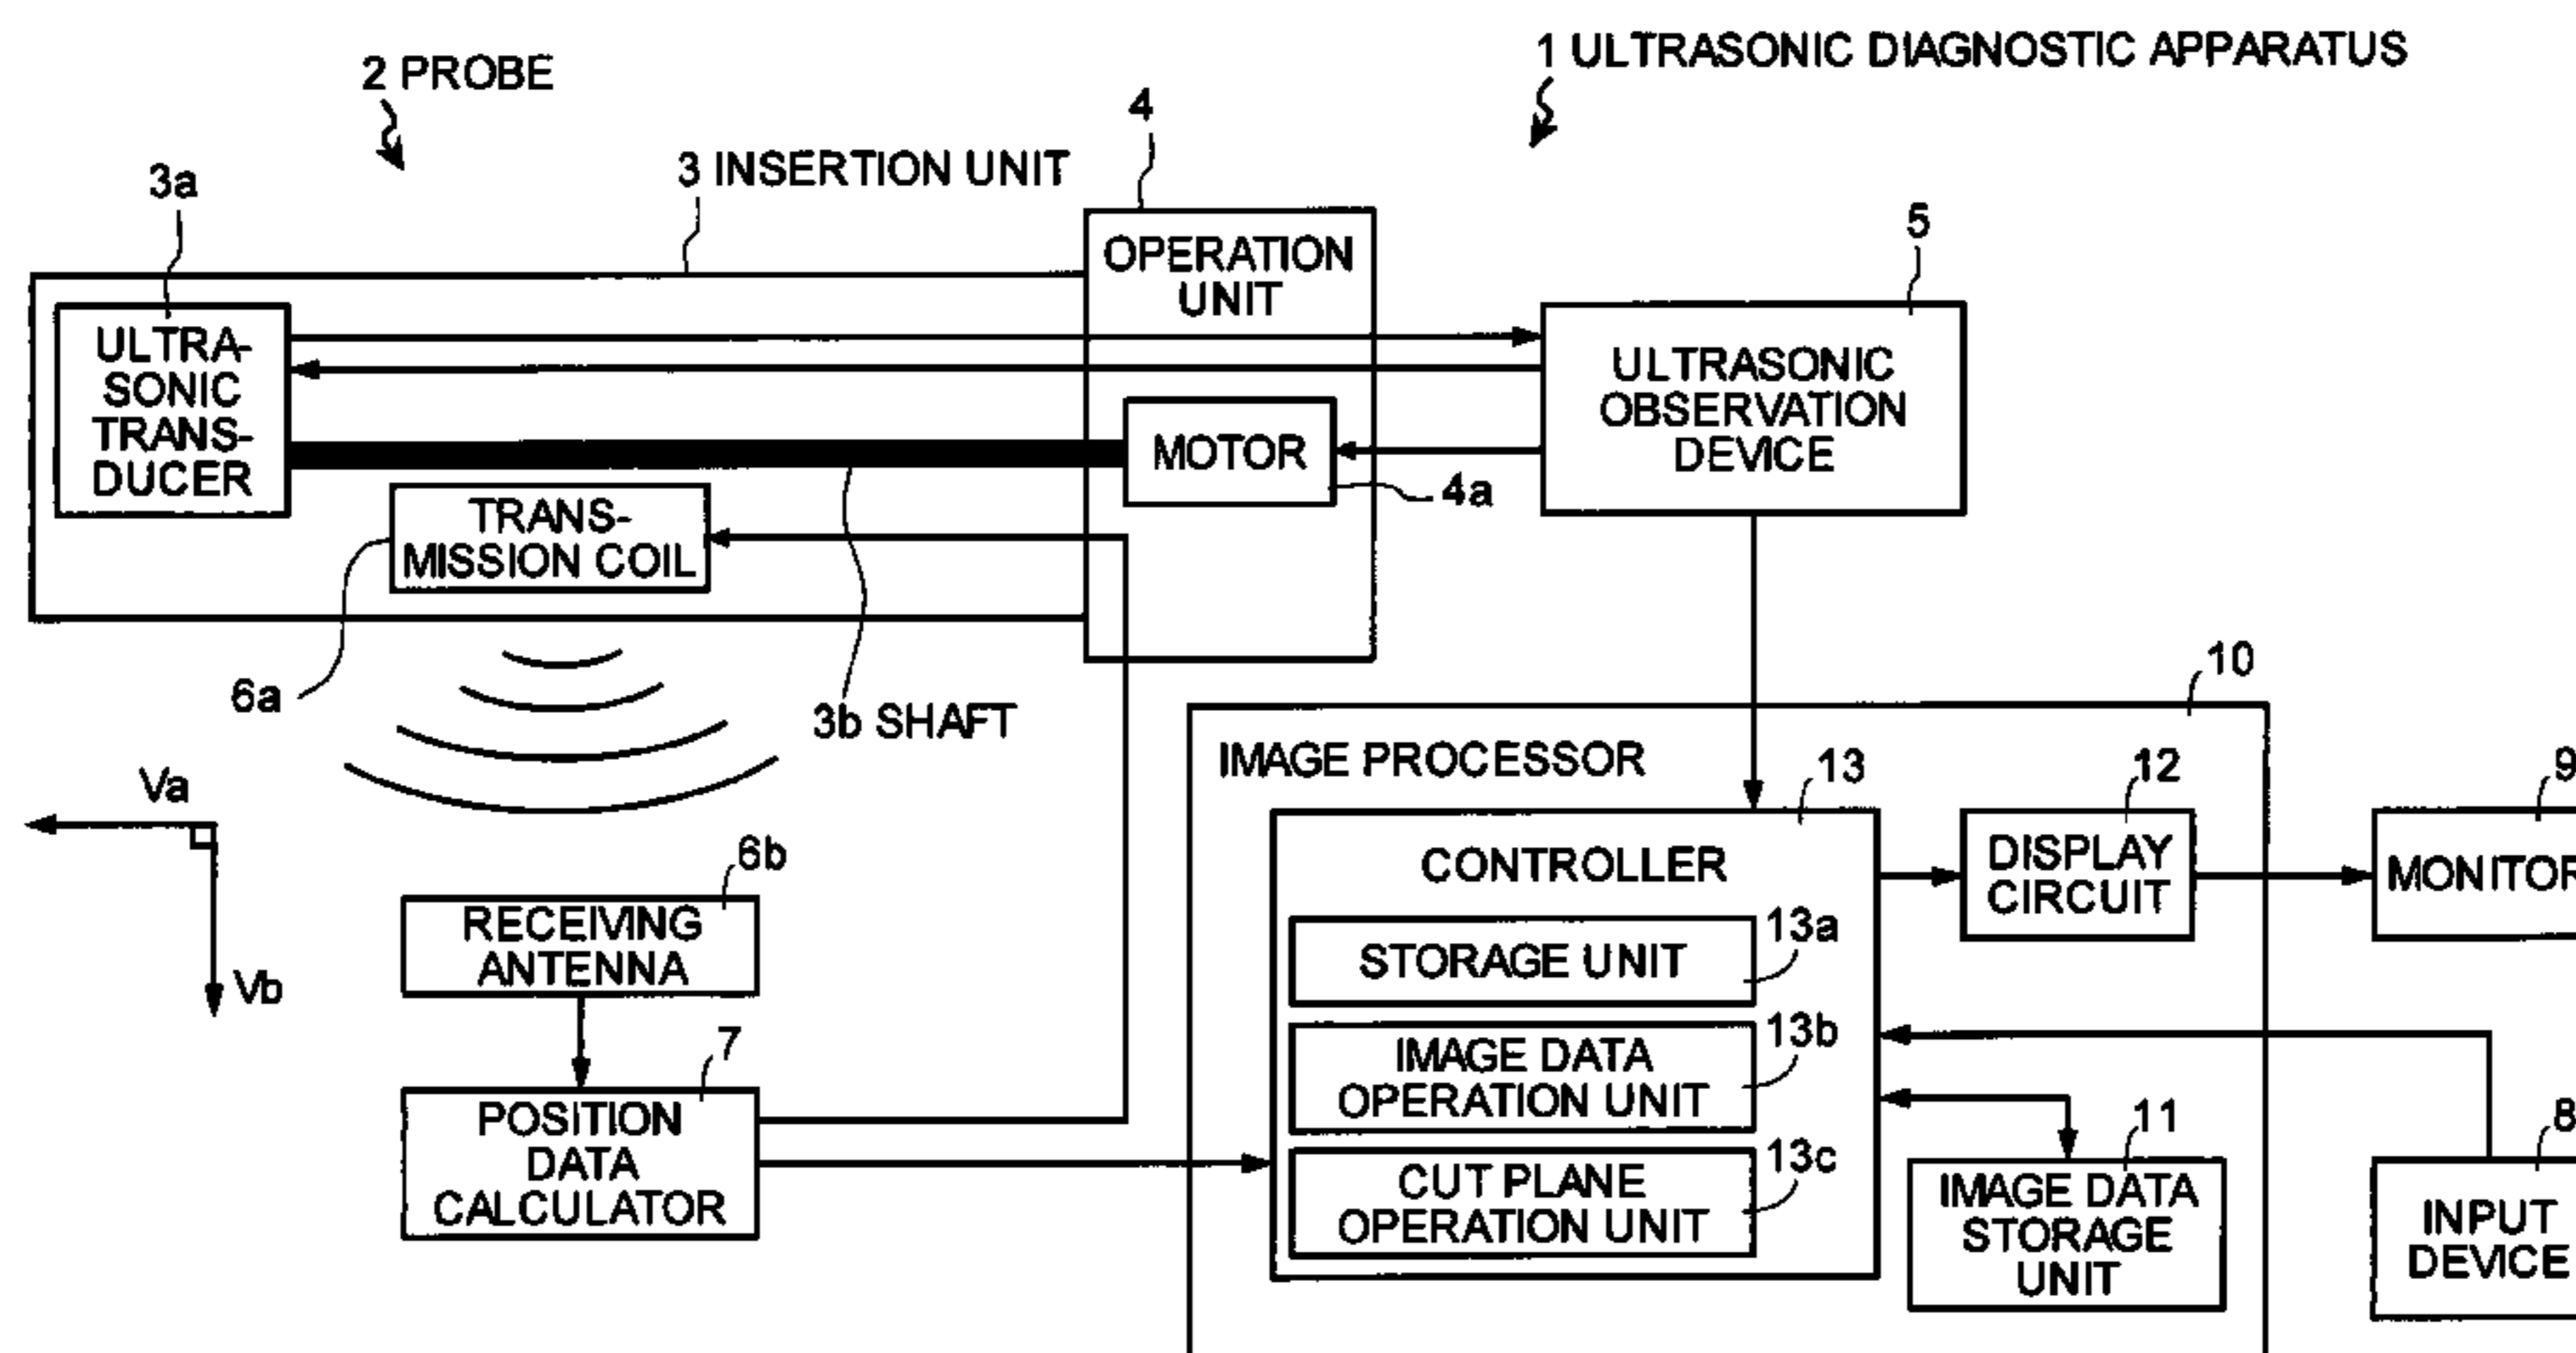 1 ULTRASONIC DIAGNOSTIC APPARATUS
2 PROBE
4
3 INSERTION UNIT
3a
5
OPERATION
UNIT
ULTRA-
SONIC
TRANS-
DUCER
ULTRASONIC
OBSERVATION
DEVICE
MOTOR
4a
TRANS-
MISSION COIL
6a
3b SHAFT
10
IMAGE PROCESSOR
13
12
9
Va
Vb
6b
RECEIVING
ANTENNA
CONTROLLER
DISPLAY
CIRCUIT
MONITOR
13a
STORAGE UNIT
13b
IMAGE DATA
OPERATION UNIT
7
POSITION
DATA
CALCULATOR
13c
CUT PLANE
OPERATION UNIT
11
IMAGE DATA
STORAGE
UNIT
8
INPUT
DEVICE